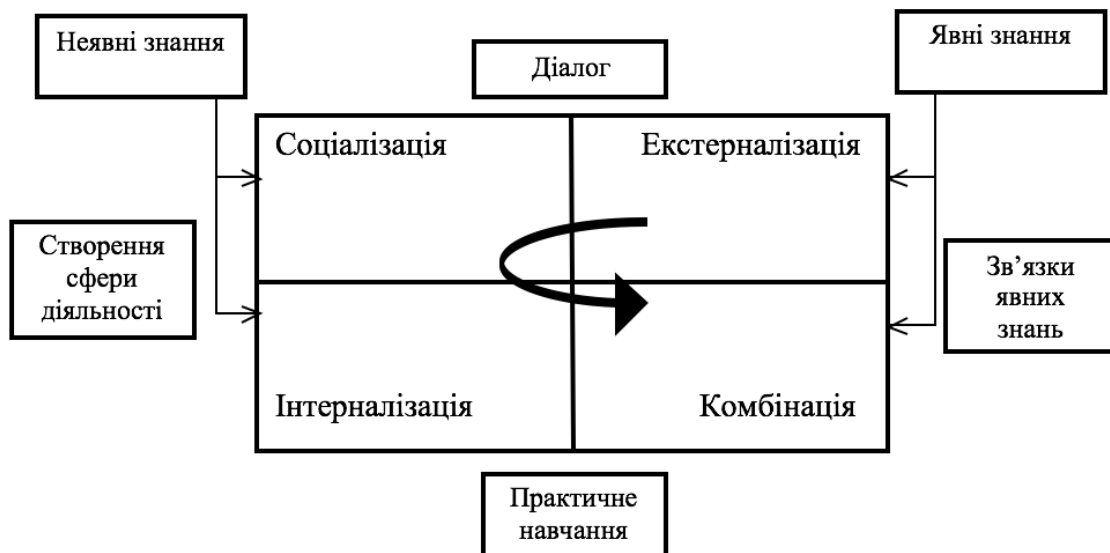 Неявні знання
Діалог
Явні знання
Соціалізація
Екстерналізація
Створення
сфери
діяльності
Зв’язки
явних
знань
Інтерналізація
Комбінація
Практичне
навчання